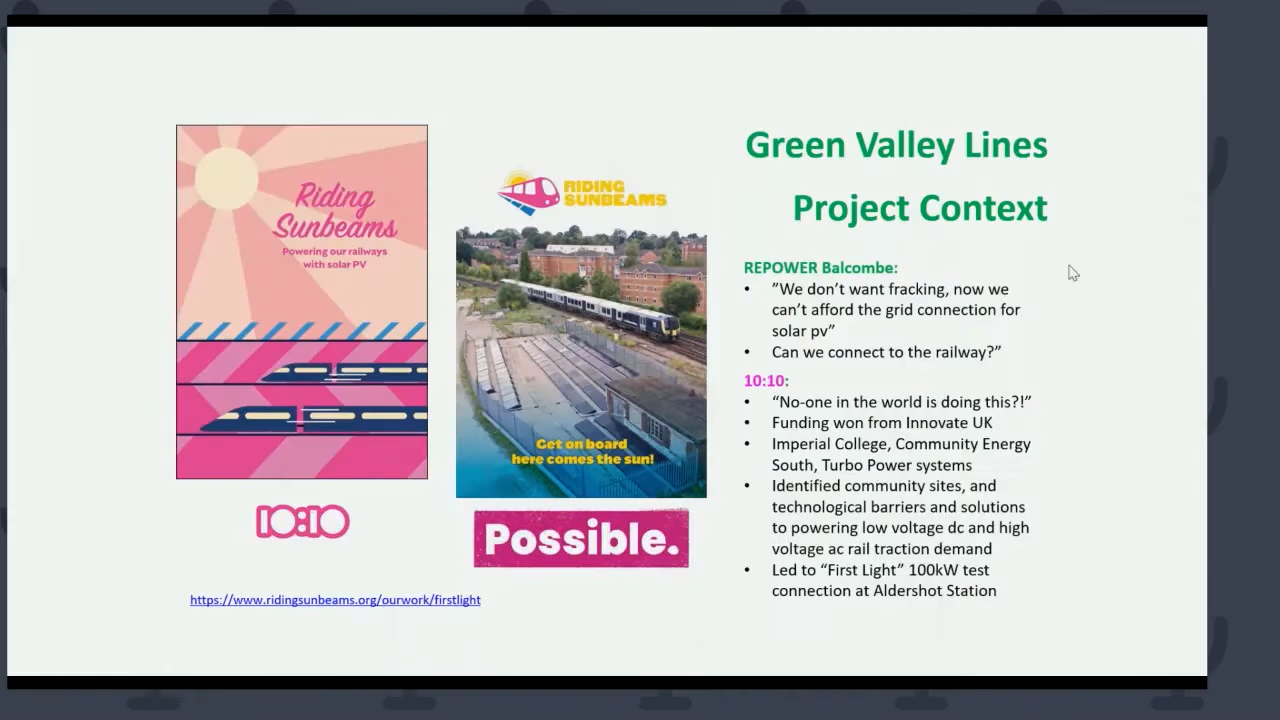 Riding
Sunbeams
Powering our railways
with solar PV
10:10
https://www.ridingsunbeams.org/ourwork/firstlight
RIDING
SUNBEAMS
Get on board
here comes the sun!
Possible.
Green Valley Lines
Project Context
REPOWER Balcombe:
• ”We don’t want fracking, now we
can’t afford the grid connection for
solar pv”
• Can we connect to the railway?”
10:10:
• “No-one in the world is doing this?!”
• Funding won from Innovate UK
• Imperial College, Community Energy
South, Turbo Power systems
• Identified community sites, and
technological barriers and solutions
to powering low voltage dc and high
voltage ac rail traction demand
• Led to “First Light” 100kW test
connection at Aldershot Station